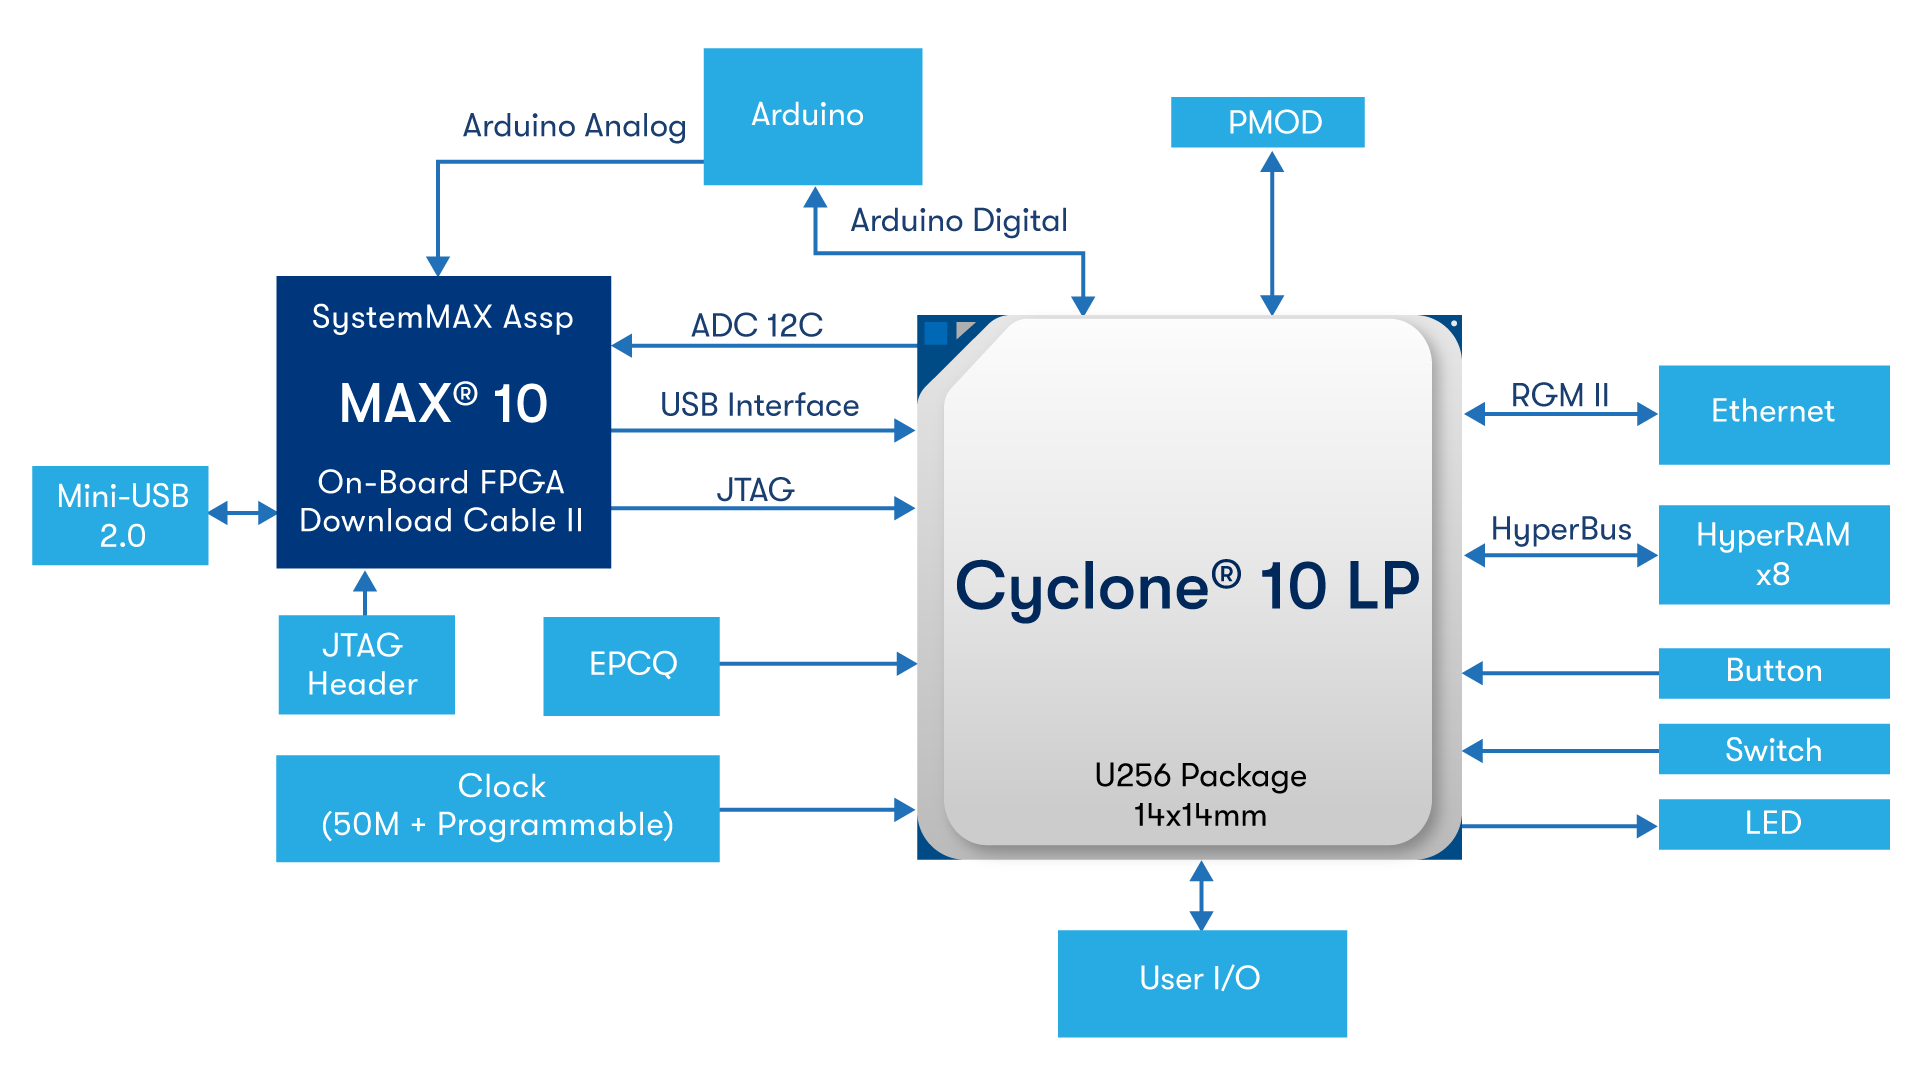 Arduino
Arduino Analog
Arduino Digital
PMOD
SystemMAX Assp
MAX® 10
On-Board FPGA
Download Cable II
ADC 12C
USB Interface
JTAG
Mini-USB
2.0
JTAG
Header
EPCQ
Clock
(50M + Programmable)
Cyclone® 10 LP
U256 Package
14x14mm
RGM II
Ethernet
HyperBus
HyperRAM
x8
Button
Switch
LED
User I/O